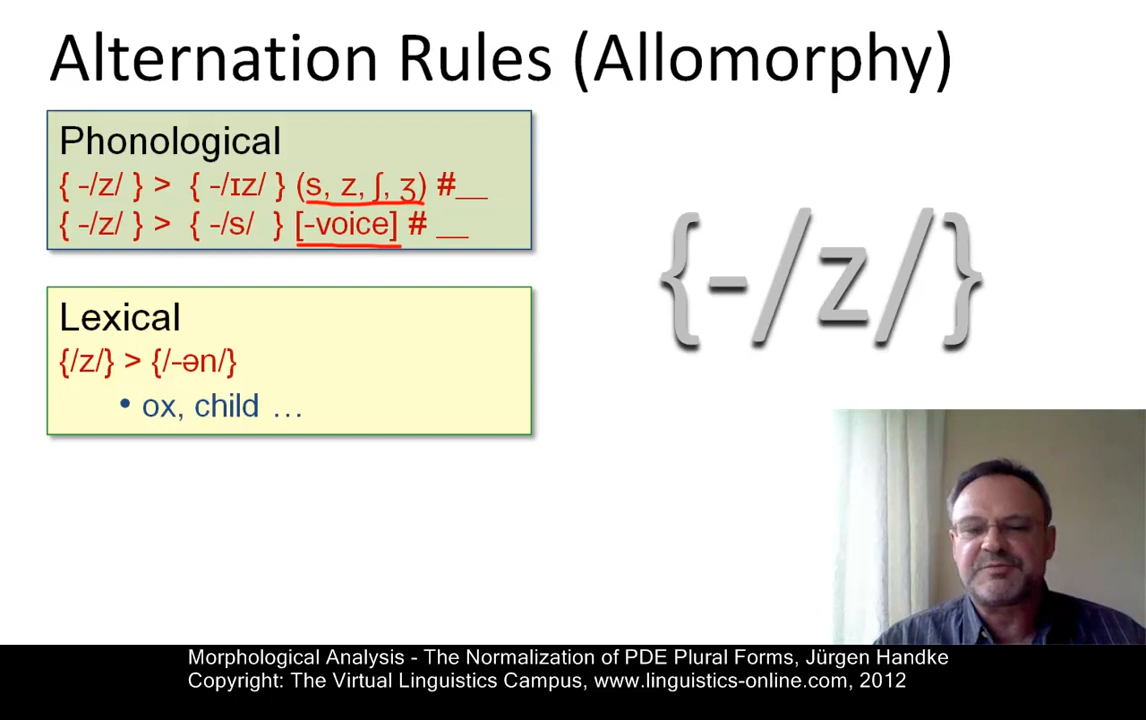 Alternation Rules (Allomorphy)
Phonological
{ -/z/ } > { -/ɪz/ } (s, z, ʃ, ʒ) #__
{ -/z/ } > { -/s/ } [-voice] # __
Lexical
{/z/} > {/-ən/}
• ox, child …
{-/z/}
Morphological Analysis - The Normalization of PDE Plural Forms, Jürgen Handke
Copyright: The Virtual Linguistics Campus, www.linguistics-online.com, 2012